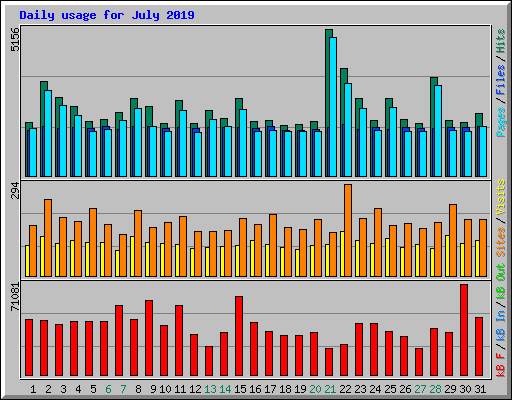 Daily usage for July 2019
5156
Pages / Files / Hits
294
Sites / Visits
71081
kB F / kB In / kB Out
1 2 3 4 5 6 7 8 9 10 11 12 13 14 15 16 17 18 19 20 21 22 23 24 25 26 27 28 29 30 31